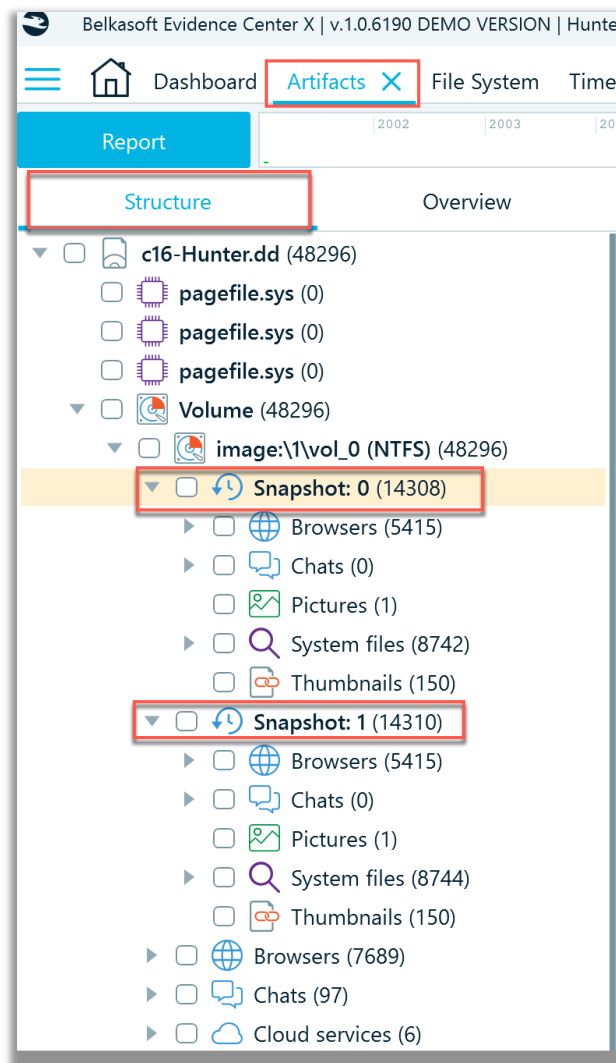 Belkasoft Evidence Center X | v.1.0.6190 DEMO VERSION | Hunte
Dashboard Artifacts File System Time
Report 2002 2003 20
Structure Overview
c16-Hunter.dd (48296)
pagefile.sys (0)
pagefile.sys (0)
pagefile.sys (0)
Volume (48296)
image:\1\vol_0 (NTFS) (48296)
Snapshot: 0 (14308)
Browsers (5415)
Chats (0)
Pictures (1)
System files (8742)
Thumbnails (150)
Snapshot: 1 (14310)
Browsers (5415)
Chats (0)
Pictures (1)
System files (8744)
Thumbnails (150)
Browsers (7689)
Chats (97)
Cloud services (6)